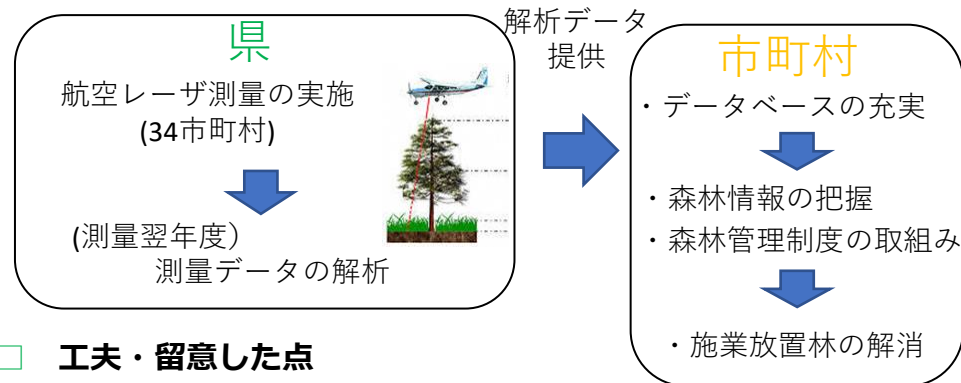 県
航空レーザ測量の実施
(34市町村)
(測量翌年度）
測量データの解析
解析データ
提供
市町村
・データベースの充実
・森林情報の把握
・森林管理制度の取組み
・施業放置林の解消
□ 工夫・留意した点